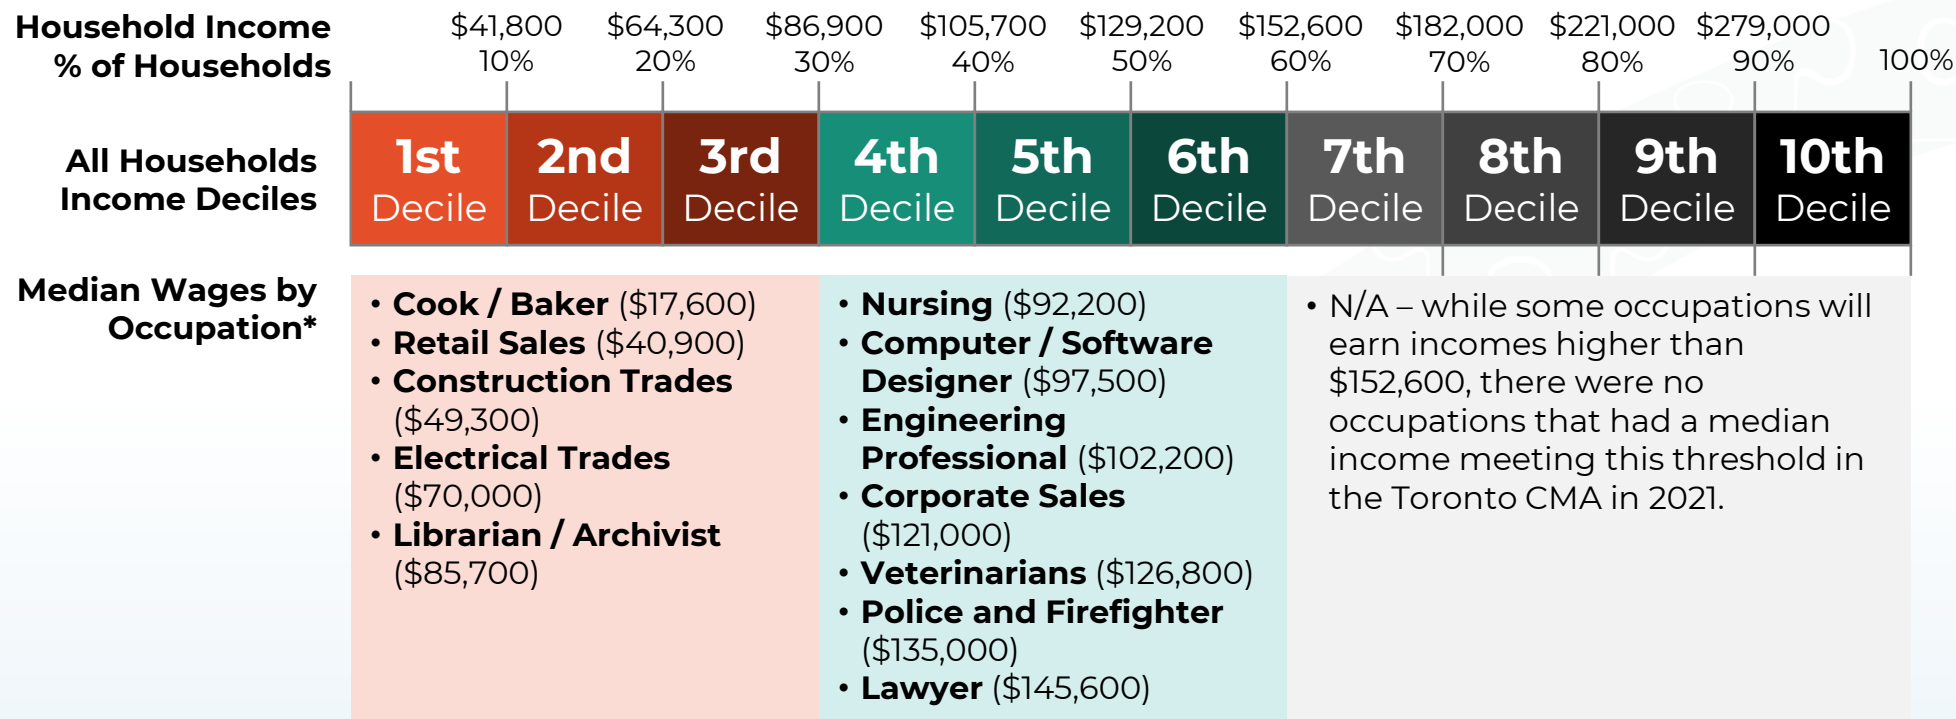 Household Income $41,800 $64,300 $86,900 $105,700 $129,200 $152,600 $182,000 $221,000 $279,000
% of Households 10% 20% 30% 40% 50% 60% 70% 80% 90% 100%
All Households
Income Deciles
1st Decile
2nd Decile
3rd Decile
4th Decile
5th Decile
6th Decile
7th Decile
8th Decile
9th Decile
10th Decile
Median Wages by
Occupation*
• Cook / Baker ($17,600)
• Retail Sales ($40,900)
• Construction Trades
($49,300)
• Electrical Trades
($70,000)
• Librarian / Archivist
($85,700)
• Nursing ($92,200)
• Computer / Software
Designer ($97,500)
• Engineering
Professional ($102,200)
• Corporate Sales
($121,000)
• Veterinarians ($126,800)
• Police and Firefighter
($135,000)
• Lawyer ($145,600)
• N/A – while some occupations will
earn incomes higher than
$152,600, there were no
occupations that had a median
income meeting this threshold in
the Toronto CMA in 2021.